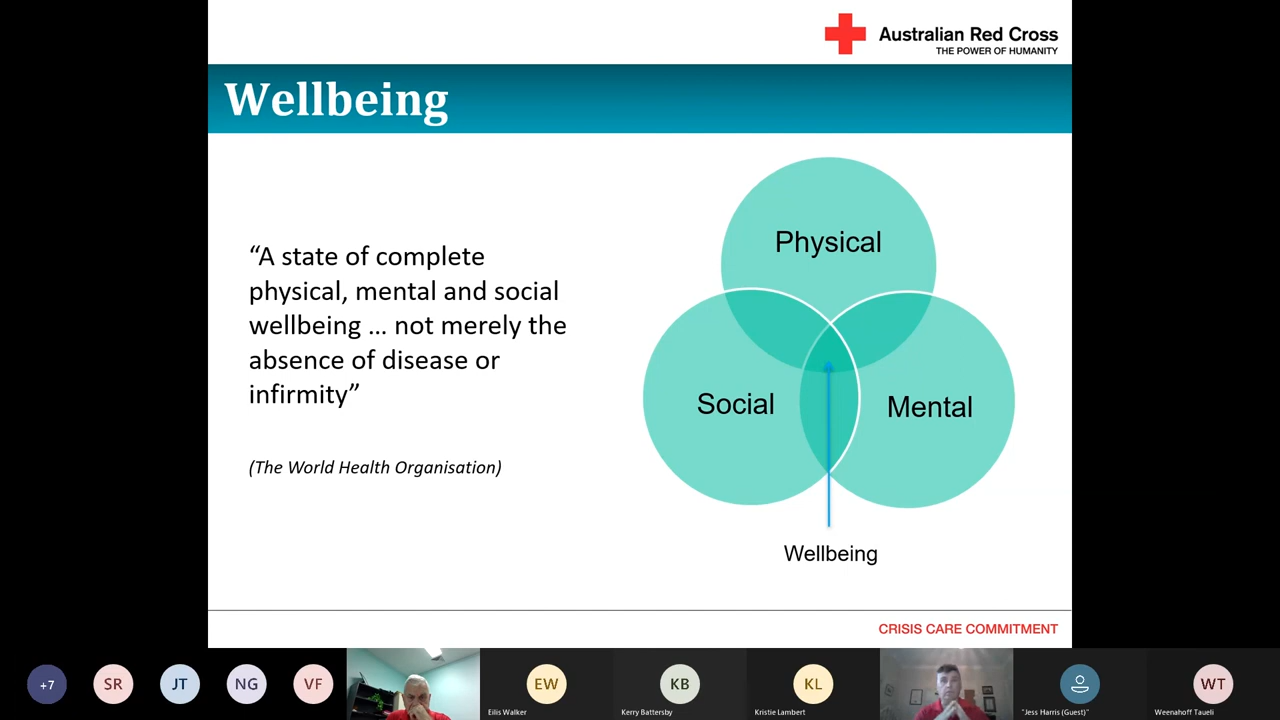 Australian Red Cross
THE POWER OF HUMANITY
Wellbeing
“A state of complete
physical, mental and social
wellbeing … not merely the
absence of disease or
infirmity”
(The World Health Organisation)
Physical
Social
Mental
Wellbeing
CRISIS CARE COMMITMENT
+7
SR
JT
NG
VF
EW
Eilis Walker
KB
Kerry Battersby
KL
Kristie Lambert
"Jess Harris (Guest)"
WT
Weenahoff Taueli